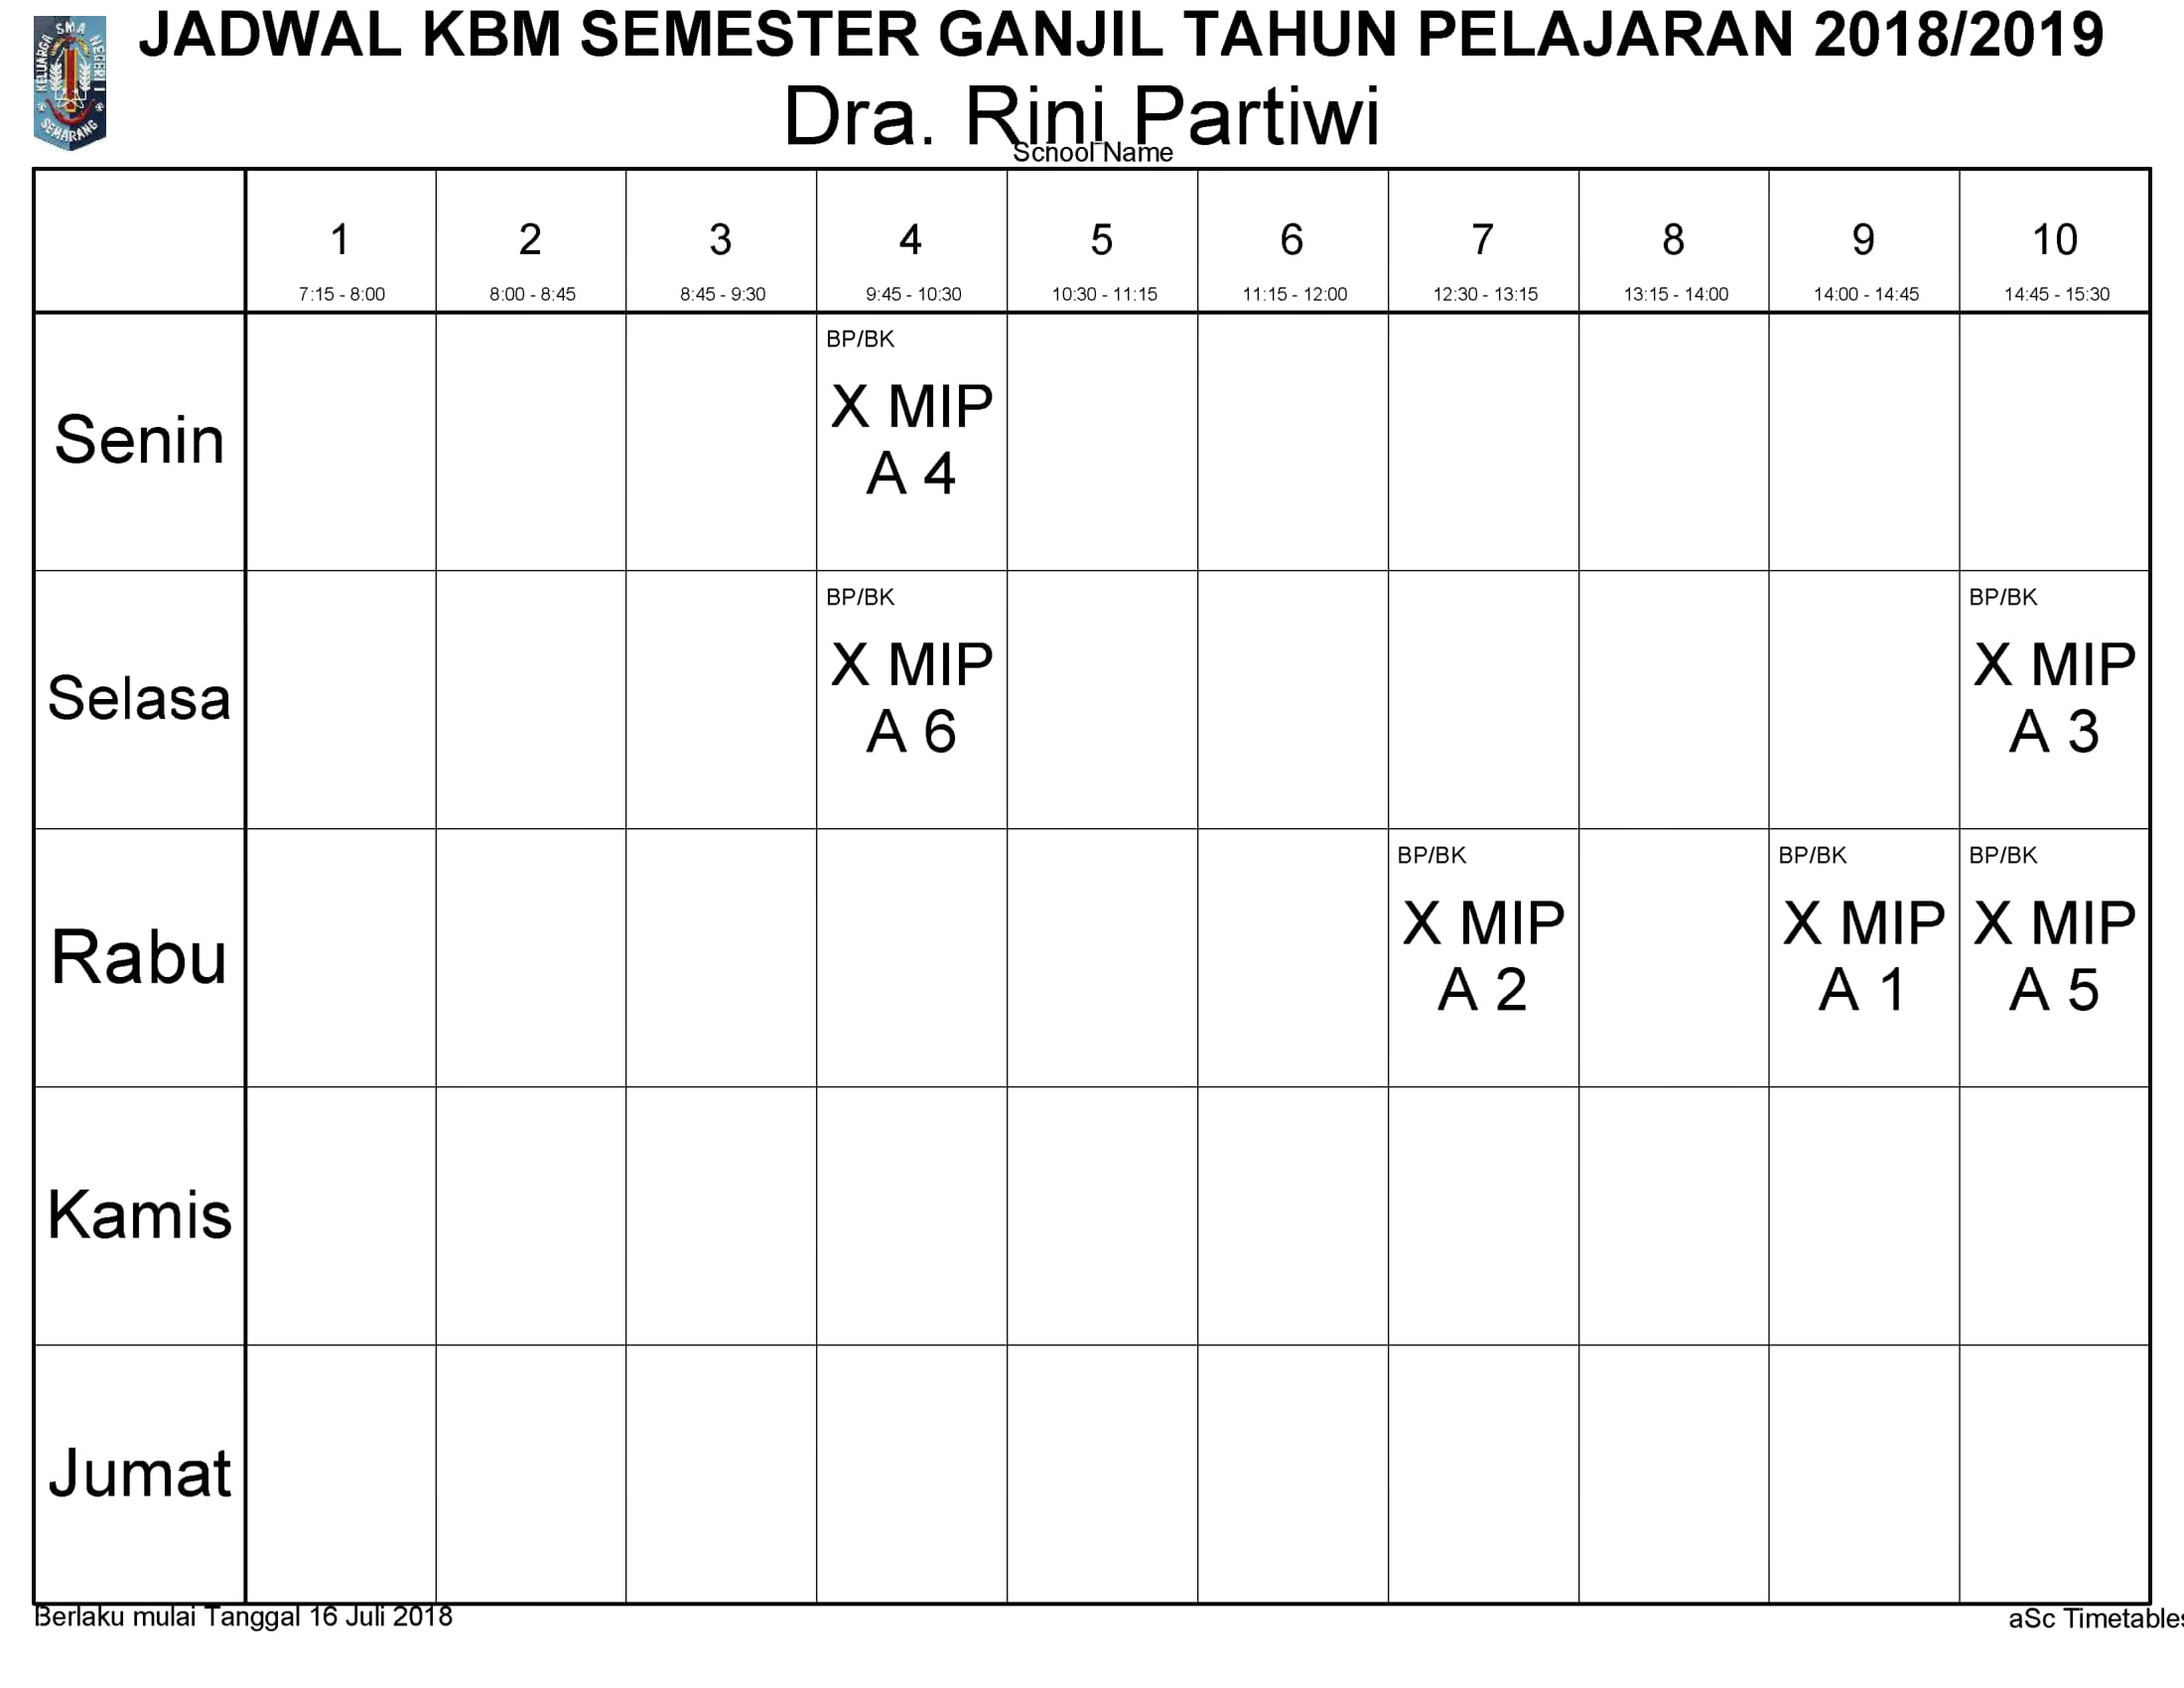 KELUARGA SMA NEGERI I
SEMARANG
JADWAL KBM SEMESTER GANJIL TAHUN PELAJARAN 2018/2019
Dra. Rini Partiwi
School Name
1 2 3 4 5 6 7 8 9 10
7:15 - 8:00 8:00 - 8:45 8:45 - 9:30 9:45 - 10:30 10:30 - 11:15 11:15 - 12:00 12:30 - 13:15 13:15 - 14:00 14:00 - 14:45 14:45 - 15:30
Senin
BP/BK
X MIP
A 4
Selasa
BP/BK
X MIP
A 6
BP/BK
X MIP
A 3
Rabu
BP/BK
X MIP
A 2
BP/BK
X MIP
A 1
BP/BK
X MIP
A 5
Kamis
Jumat
Berlaku mulai Tanggal 16 Juli 2018
aSc Timetables